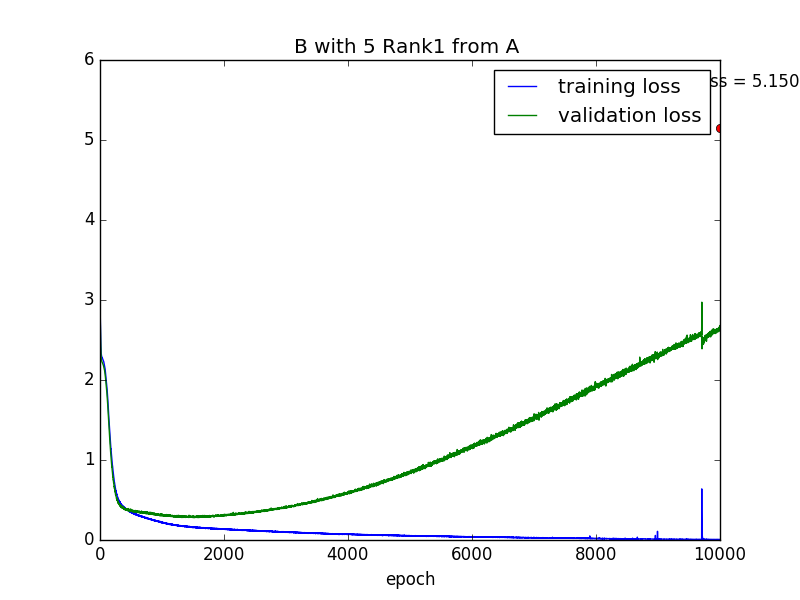 B with 5 Rank1 from A
6
5
4
3
2
1
0
training loss
validation loss
ss = 5.150
0
2000
4000
6000
8000
10000
epoch